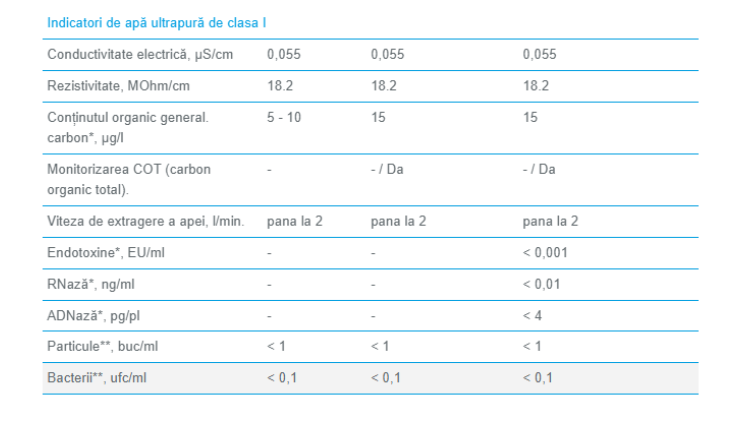 Indicatori de apă ultrapură de clasa I
Conductivitate electrică, µS/cm 0,055 0,055 0,055
Rezistivitate, MOhm/cm 18.2 18.2 18.2
Conținutul organic general. 5 - 10 15 15
carbon*, µg/l
Monitorizarea COT (carbon - - / Da - / Da
organic total).
Viteza de extragere a apei, l/min. pana la 2 pana la 2 pana la 2
Endotoxine*, EU/ml - - < 0,001
RNază*, ng/ml - - < 0,01
ADNază*, pg/pl - - < 4
Particule**, buc/ml < 1 < 1 < 1
Bacterii**, ufc/ml < 0,1 < 0,1 < 0,1